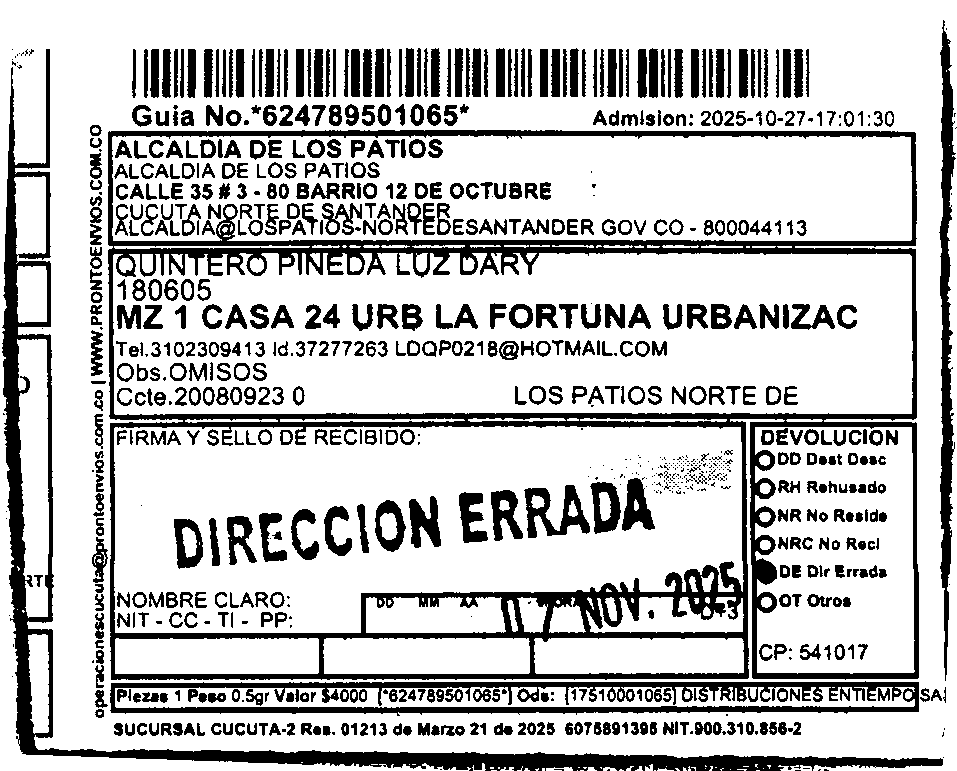 Guia No.*624789501065*
Admision: 2025-10-27-17:01:30
ALCALDIA DE LOS PATIOS
ALCALDIA DE LOS PATIOS
CALLE 35 # 3 - 80 BARRIO 12 DE OCTUBRE
CUCUTA NORTE DE SANTANDER
ALCALDIA@LOSPATIOS-NORTEDESANTANDER GOV CO - 800044113
QUINTERO PINEDA LUZ DARY
180605
MZ 1 CASA 24 URB LA FORTUNA URBANIZAC
Tel.3102309413 Id.37277263 LDQP0218@HOTMAIL.COM
Obs.OMISOS
Ccte.20080923 0 LOS PATIOS NORTE DE
FIRMA Y SELLO DE RECIBIDO:
DIRECCION ERRADA
NOMBRE CLARO:
NIT - CC - TI - PP:
DD MM AA
07 NOV. 2025
DEVOLUCION
DD Dest Desc
RH Rehusado
NR No Reside
NRC No Recl
DE Dir Errada
OT Otros
CP: 541017
Piezas 1 Peso 0.5gr Valor $4000 (*624789501065*) Ods: (17510001065) DISTRIBUCIONES ENTIEMPO SA
SUCURSAL CUCUTA-2 Res. 01213 de Marzo 21 de 2025 6075891395 NIT.900.310.856-2
operacionescucuta@prontoenvios.com.co | WWW.PRONTOENVIOS.COM.CO